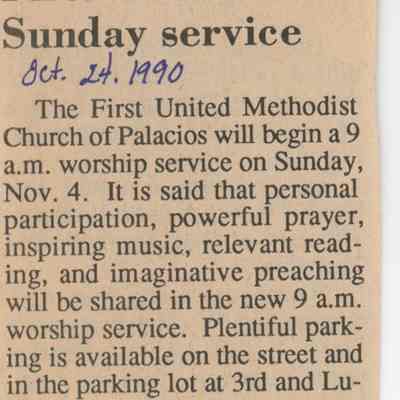 Sunday service
Oct. 24. 1990
The First United Methodist
Church of Palacios will begin a 9
a.m. worship service on Sunday,
Nov. 4. It is said that personal
participation, powerful prayer,
inspiring music, relevant read-
ing, and imaginative preaching
will be shared in the new 9 a.m.
worship service. Plentiful park-
ing is available on the street and
in the parking lot at 3rd and Lu-